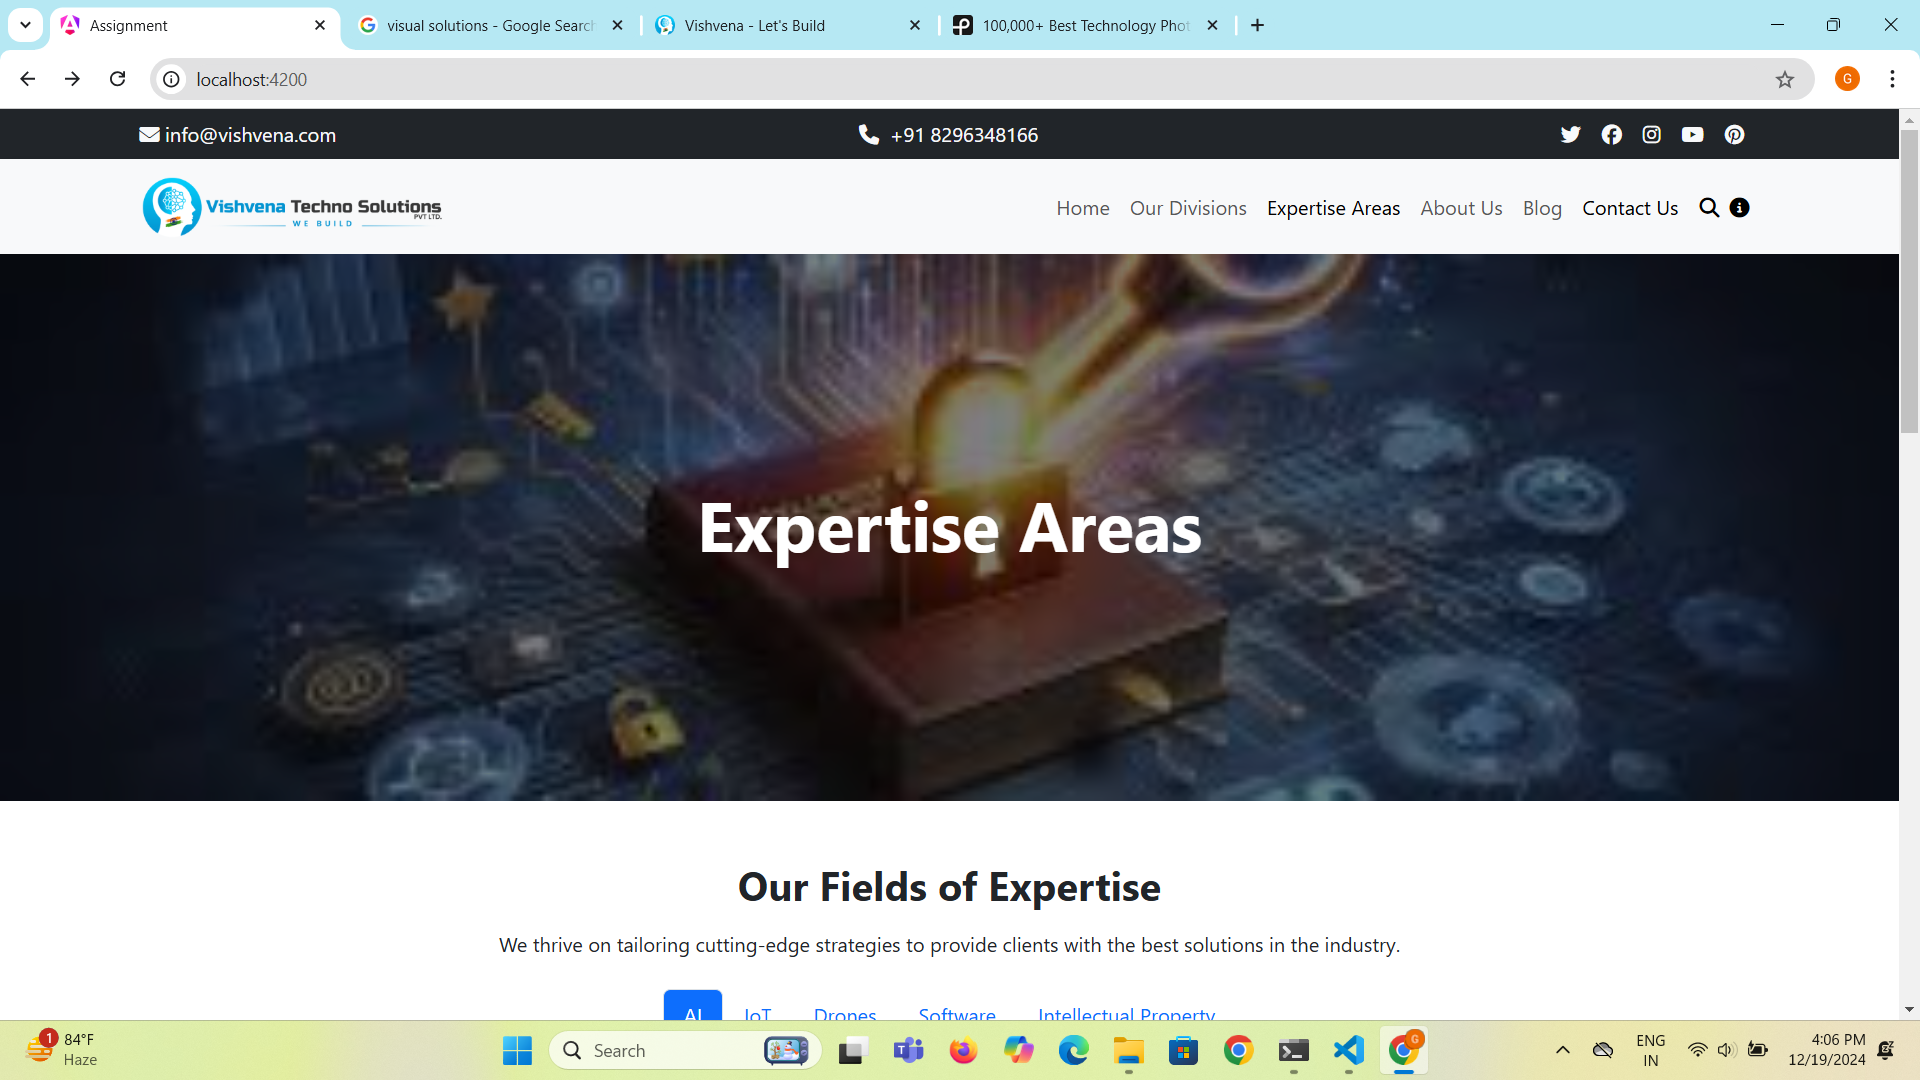 Assignment
visual solutions - Google Search
Vishvena - Let's Build
100,000+ Best Technology Phot
localhost:4200
G
info@vishvena.com
+91 8296348166
Vishvena Techno Solutions
PVT LTD.
WE BUILD
Home
Our Divisions
Expertise Areas
About Us
Blog
Contact Us
Expertise Areas
Our Fields of Expertise
We thrive on tailoring cutting-edge strategies to provide clients with the best solutions in the industry.
AI
IoT
Drones
Software
Intellectual Property
1
84°F
Haze
Search
G
ENG
IN
4:06 PM
12/19/2024